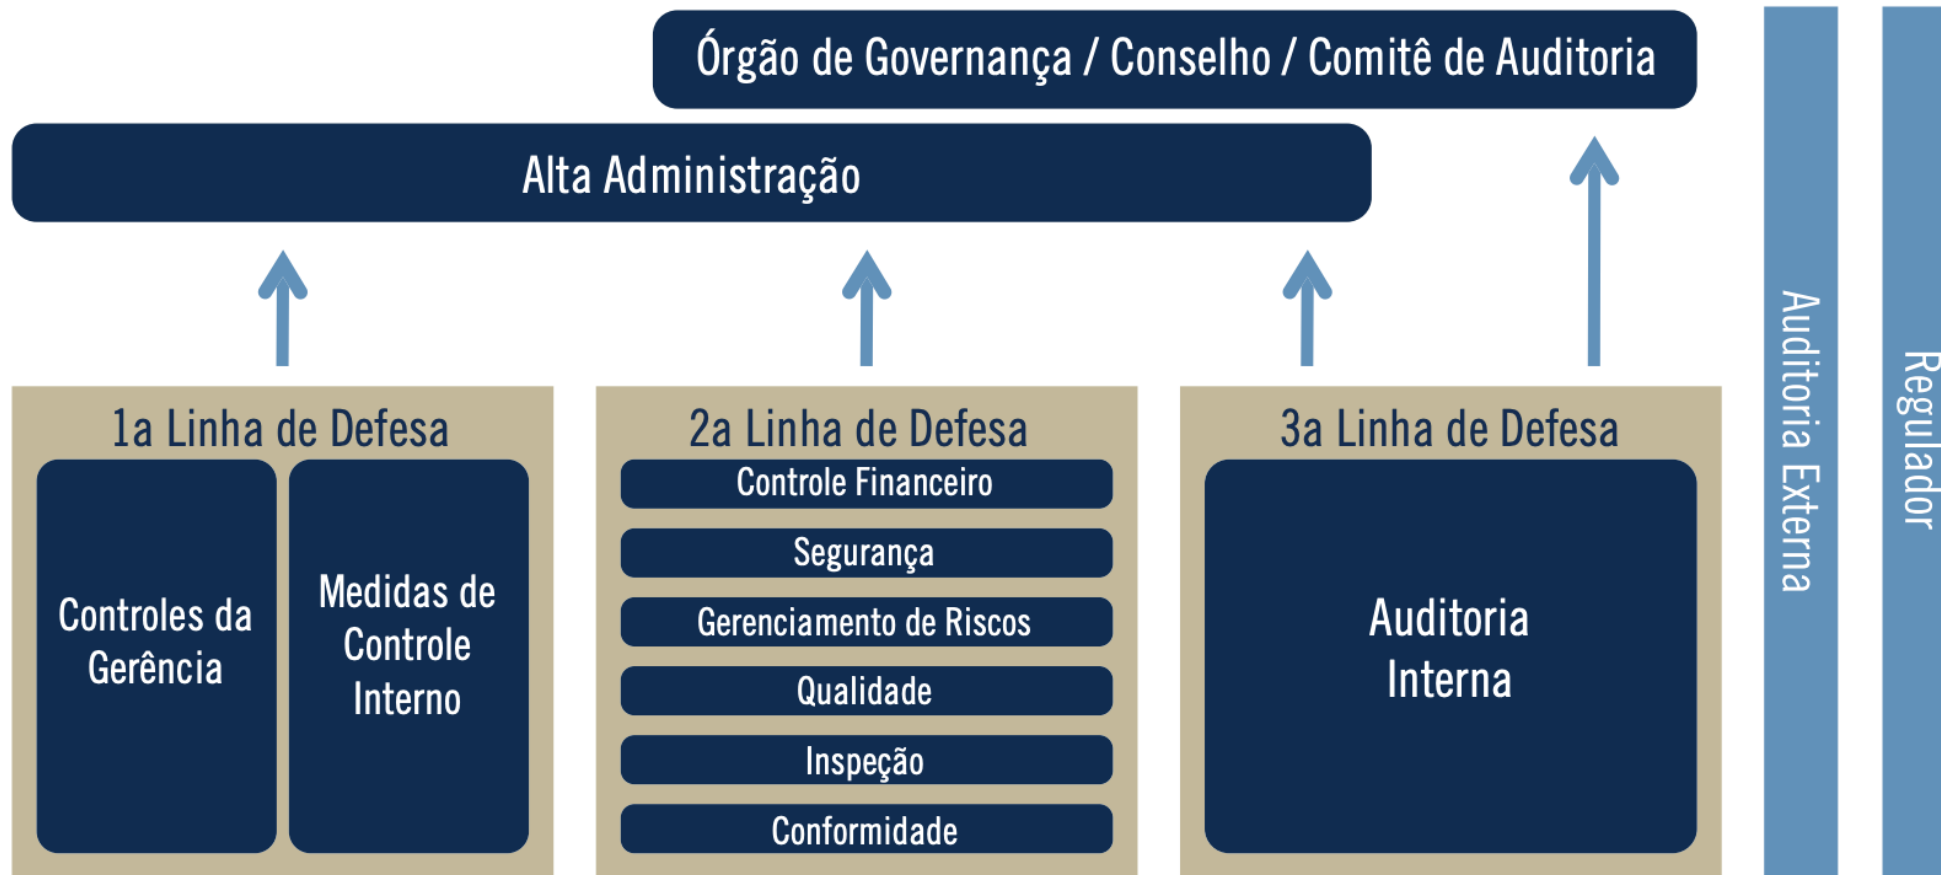 Órgão de Governança / Conselho / Comitê de Auditoria
Alta Administração
1a Linha de Defesa
Controles da
Gerência
Medidas de
Controle
Interno
2a Linha de Defesa
Controle Financeiro
Segurança
Gerenciamento de Riscos
Qualidade
Inspeção
Conformidade
3a Linha de Defesa
Auditoria
Interna
Auditoria Externa
Regulador